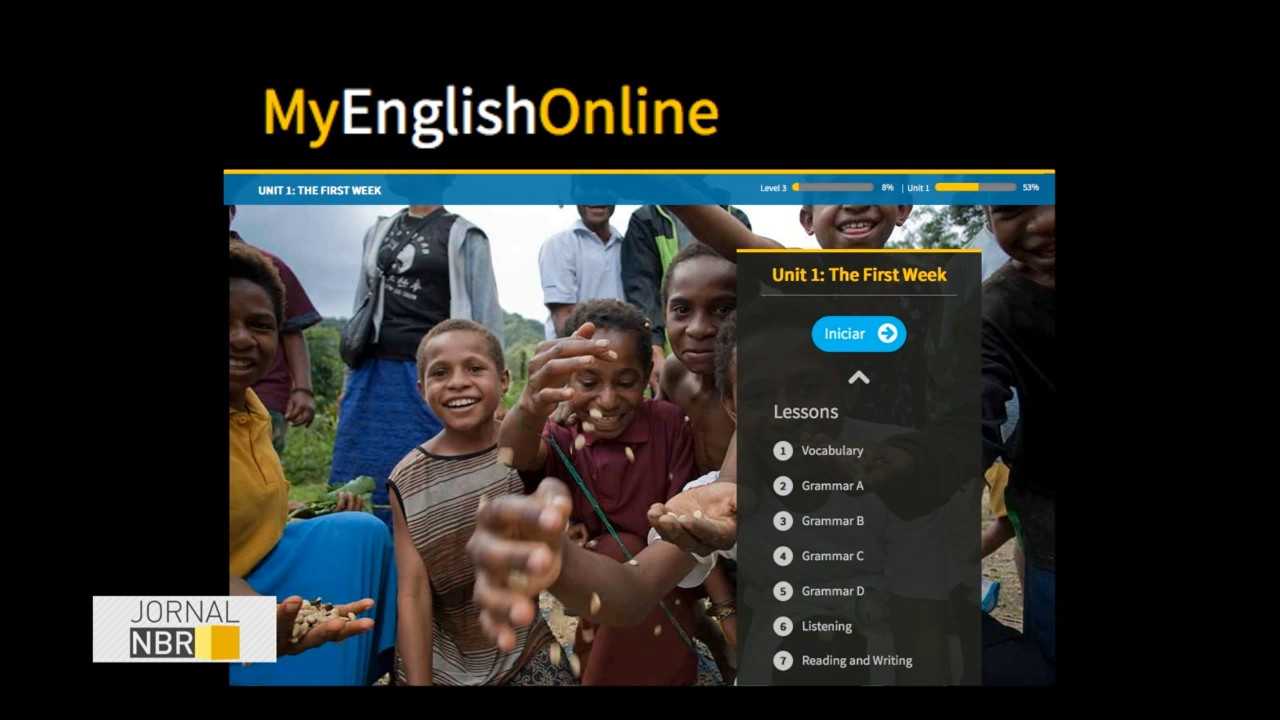 MyEnglishOnline
UNIT 1: THE FIRST WEEK
Level 3 8% | Unit 1 53%
Unit 1: The First Week
Iniciar
Lessons
1 Vocabulary
2 Grammar A
3 Grammar B
4 Grammar C
5 Grammar D
6 Listening
7 Reading and Writing
JORNAL
NBR